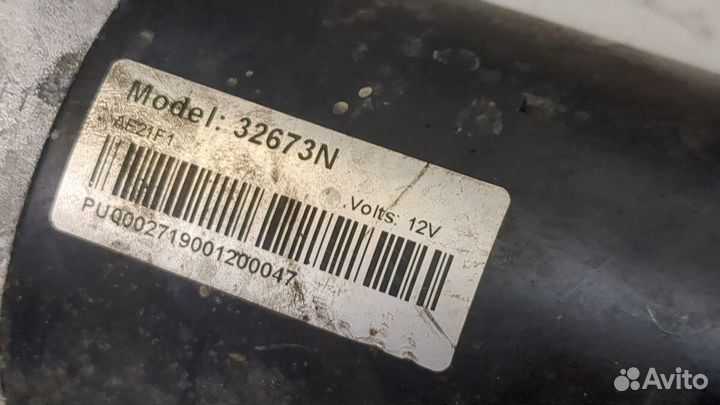 Model: 32673N
AE21F1
Volts: 12V
PU0002719001200047
Avito